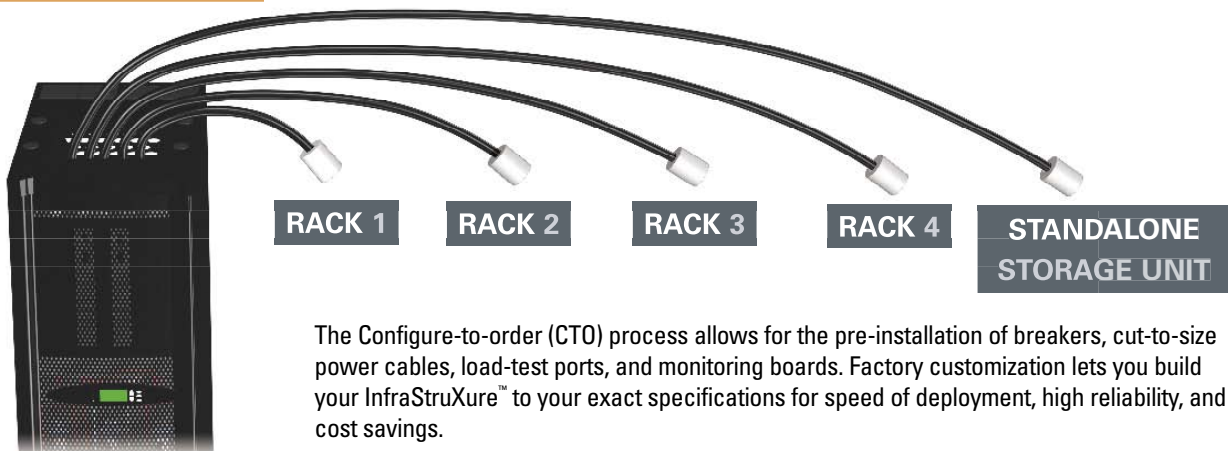 RACK 1
RACK 2
RACK 3
RACK 4
STANDALONE
STORAGE UNIT
The Configure-to-order (CTO) process allows for the pre-installation of breakers, cut-to-size
power cables, load-test ports, and monitoring boards. Factory customization lets you build
your InfraStruXure™ to your exact specifications for speed of deployment, high reliability, and
cost savings.